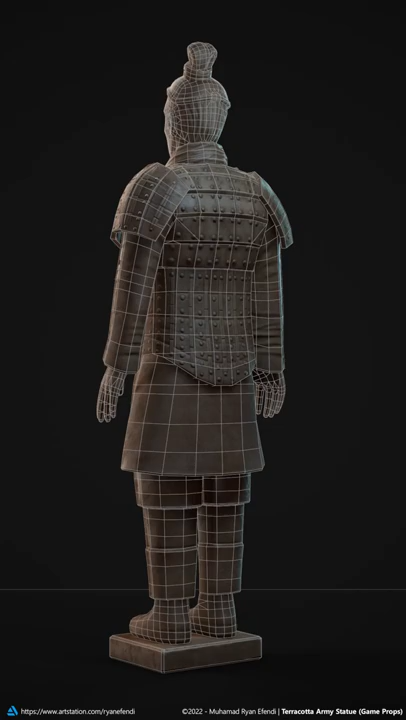 https://www.artstation.com/ryanefendi ©2022 - Muhamad Ryan Efendi | Terracotta Army Statue (Game Props)